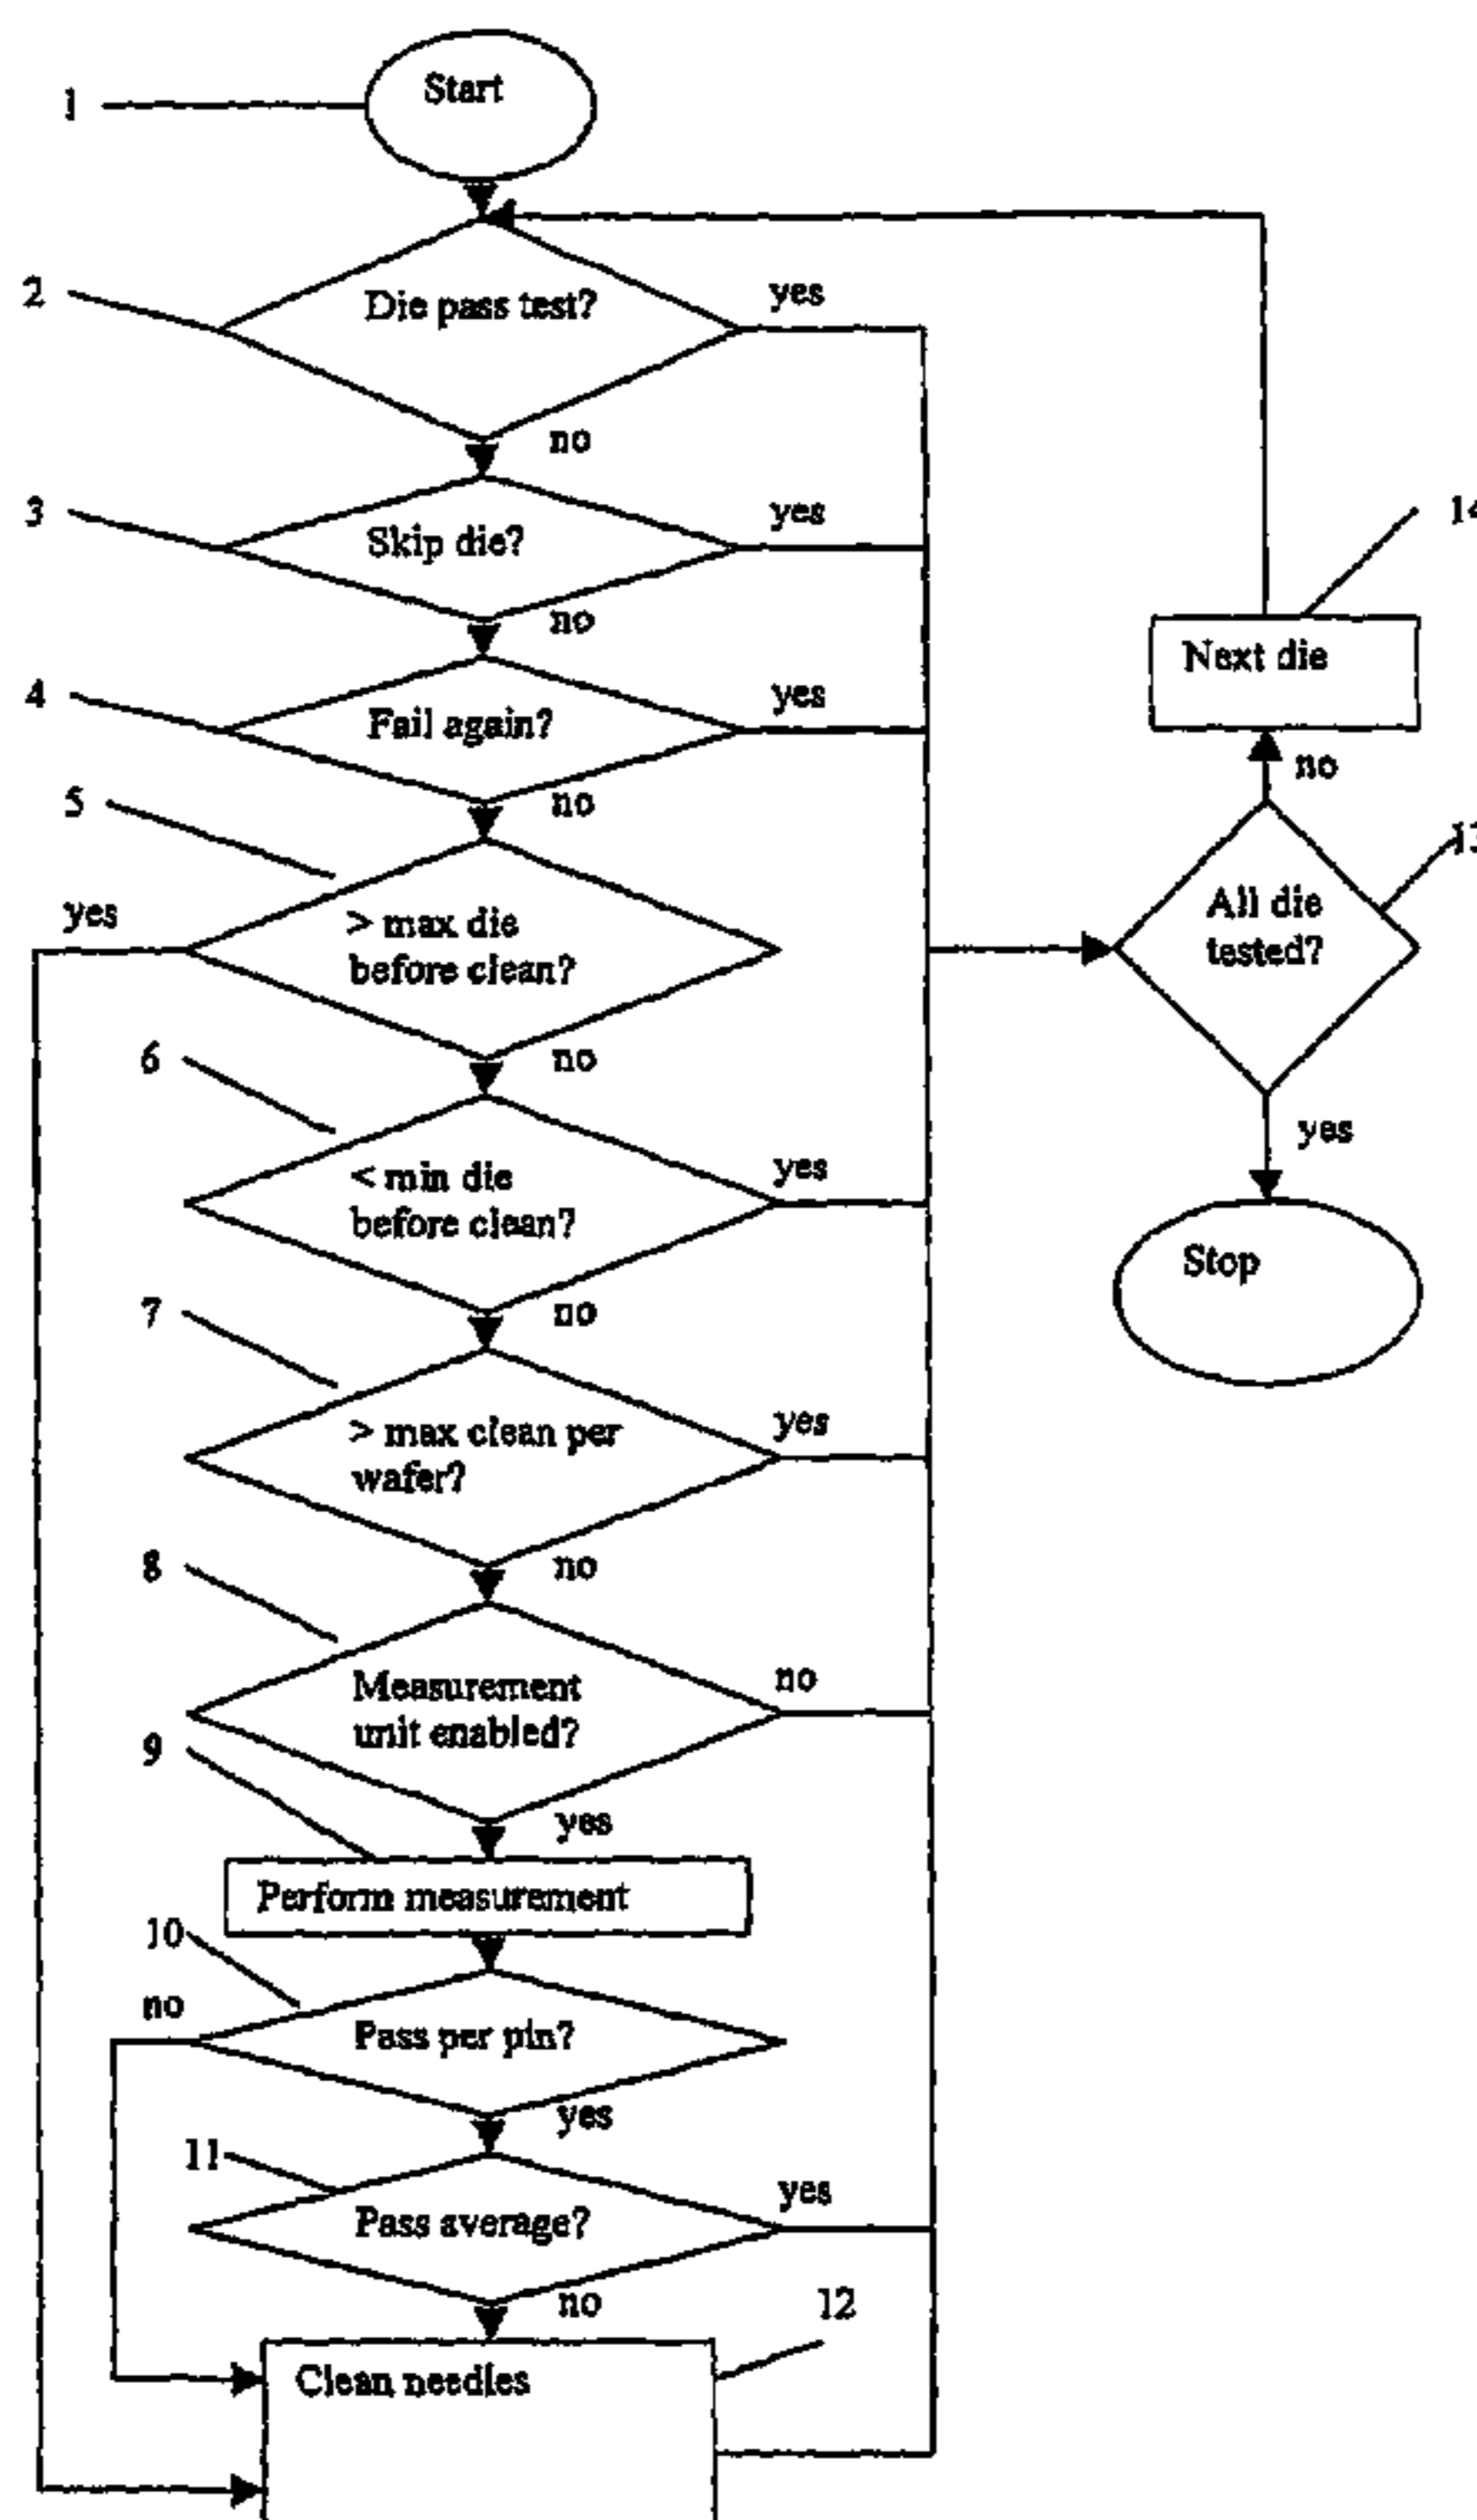 1
Start
2
Die pass test?
yes
no
3
Skip die?
yes
no
4
Fail again?
yes
no
5
yes
> max die
before clean?
no
6
< min die
before clean?
yes
no
7
> max clean per
wafer?
yes
no
8
Measurement
unit enabled?
no
yes
9
Perform measurement
10
no
Pass per pin?
yes
11
Pass average?
yes
no
12
Clean needles
14
Next die
no
All die
tested?
yes
Stop